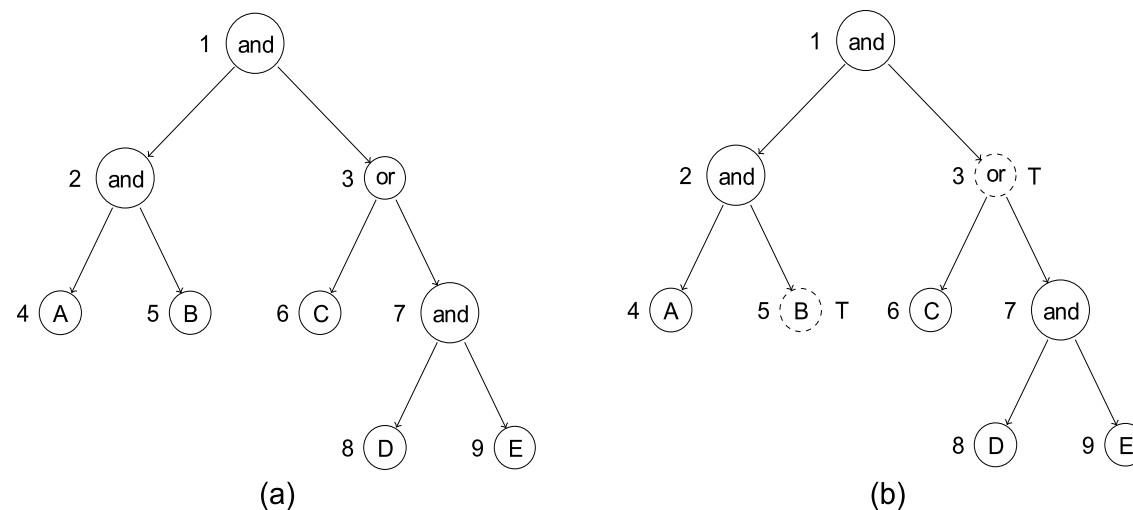 1 and
2 and 3 or
4 A 5 B 6 C 7 and
8 D 9 E
(a)
1 and
2 and 3 or T
4 A 5 B T 6 C 7 and
8 D 9 E
(b)